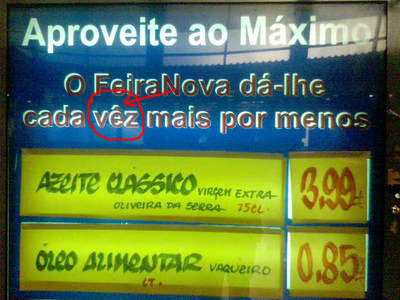 Aproveite ao Máximo
O FeiraNova dá-lhe
cada vêz mais por menos
AZEITE CLÁSSICO VIRGEM EXTRA 3.99
OLIVEIRA DA SERRA 75CL.
ÓLEO ALIMENTAR VAQUEIRO 0.85
LT.